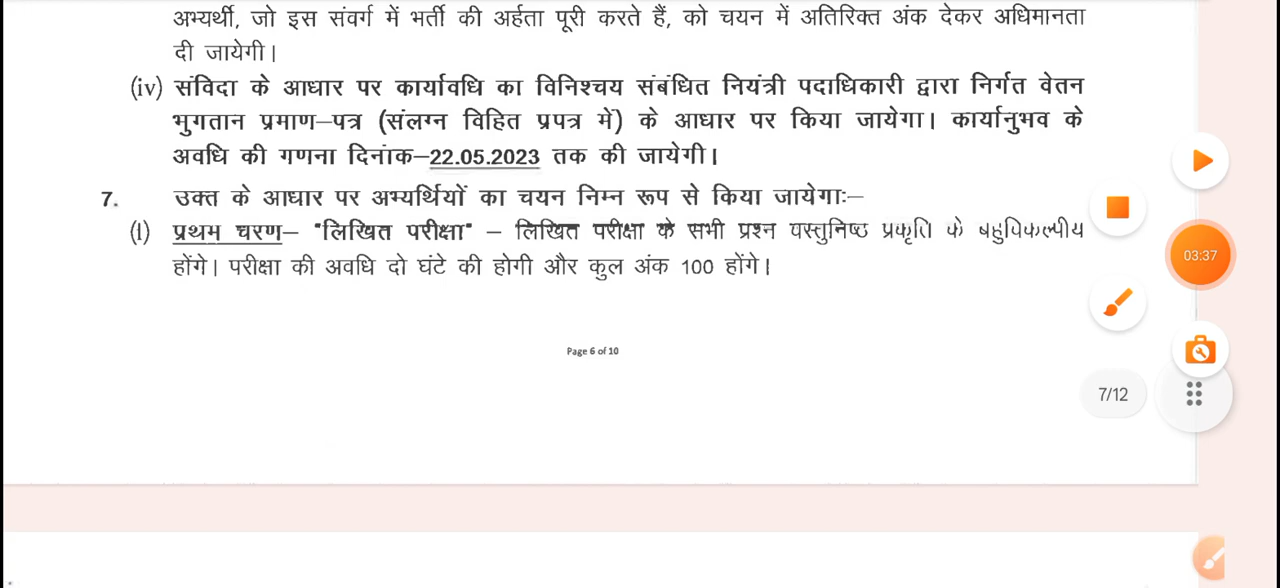 अभ्यर्थी, जो इस संवर्ग में भर्ती की अर्हता पूरी करते हैं, को चयन में अतिरिक्त अंक देकर अधिमानता
दी जायेगी।
(iv) संविदा के आधार पर कार्यावधि का विनिश्चय संबंधित नियंत्री पदाधिकारी द्वारा निर्गत वेतन
भुगतान प्रमाण–पत्र (संलग्न विहित प्रपत्र में) के आधार पर किया जायेगा। कार्यानुभव के
अवधि की गणना दिनांक–22.05.2023 तक की जायेगी।
7. उक्त के आधार पर अभ्यर्थियों का चयन निम्न रूप से किया जायेगाः–
(i) प्रथम चरण– "लिखित परीक्षा" – लिखित परीक्षा के सभी प्रश्न वस्तुनिष्ठ प्रकृति के बहुविकल्पीय
होंगे। परीक्षा की अवधि दो घंटे की होगी और कुल अंक 100 होंगे।
03:37
Page 6 of 10
7/12